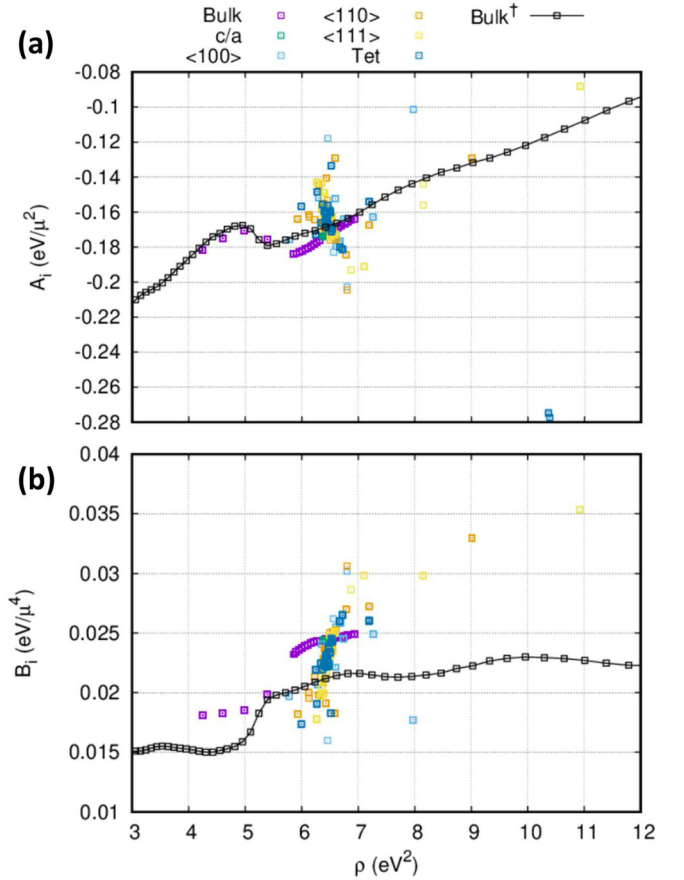 (a)
Bulk <110> Bulk†
c/a <111>
<100> Tet
-0.08
-0.1
-0.12
-0.14
-0.16
-0.18
-0.2
-0.22
-0.24
-0.26
-0.28
Ai (eV/μ²)
(b)
0.04
0.035
0.03
0.025
0.02
0.015
0.01
Bi (eV/μ⁴)
3 4 5 6 7 8 9 10 11 12
ρ (eV²)